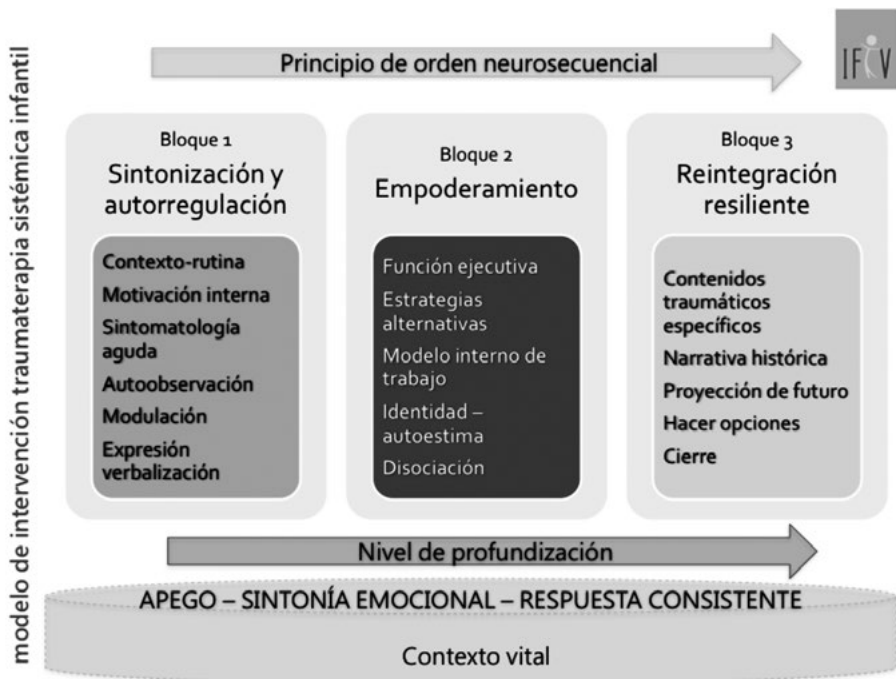 modelo de intervención traumaterapia sistémica infantil
Principio de orden neurosecuencial
IFIV
Bloque 1
Sintonización y
autorregulación
Contexto-rutina
Motivación interna
Sintomatología
aguda
Autoobservación
Modulación
Expresión
verbalización
Bloque 2
Empoderamiento
Función ejecutiva
Estrategias
alternativas
Modelo interno de
trabajo
Identidad –
autoestima
Disociación
Bloque 3
Reintegración
resiliente
Contenidos
traumáticos
específicos
Narrativa histórica
Proyección de futuro
Hacer opciones
Cierre
Nivel de profundización
APEGO – SINTONÍA EMOCIONAL – RESPUESTA CONSISTENTE
Contexto vital